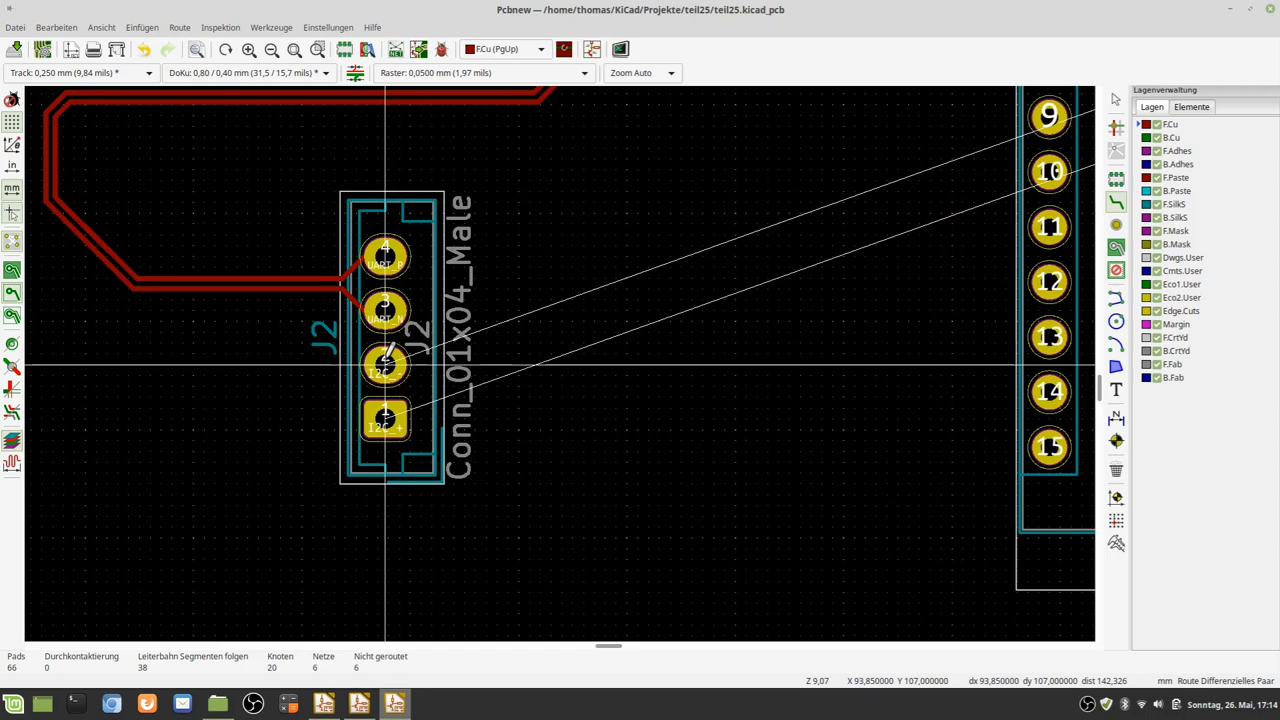 Pcbnew — /home/thomas/KiCad/Projekte/teil25/teil25.kicad_pcb
Datei Bearbeiten Ansicht Einfügen Route Inspektion Werkzeuge Einstellungen Hilfe
NET
F.Cu (PgUp)
Track: 0,250 mm (9,84 mils) *
DoKu: 0,80 / 0,40 mm (31,5 / 15,7 mils) *
Raster: 0,0500 mm (1,97 mils)
Zoom Auto
in
mm
4
UART_P
3
UART_N
2
I2C_-
1
I2C_+
J2
J2
Conn_01x04_Male
9
10
11
12
13
14
15
Lagenverwaltung
Lagen Elemente
F.Cu
B.Cu
F.Adhes
B.Adhes
F.Paste
B.Paste
F.SilkS
B.SilkS
F.Mask
B.Mask
Dwgs.User
Cmts.User
Eco1.User
Eco2.User
Edge.Cuts
Margin
F.CrtYd
B.CrtYd
F.Fab
B.Fab
T
N
Pads Durchkontaktierung Leiterbahn Segmenten folgen Knoten Netze Nicht geroutet
66 0 38 20 6 6
Z 9,07 X 93,850000 Y 107,000000 dx 93,850000 dy 107,000000 dist 142,326 mm Route Differenzielles Paar
Sonntag, 26. Mai, 17:14